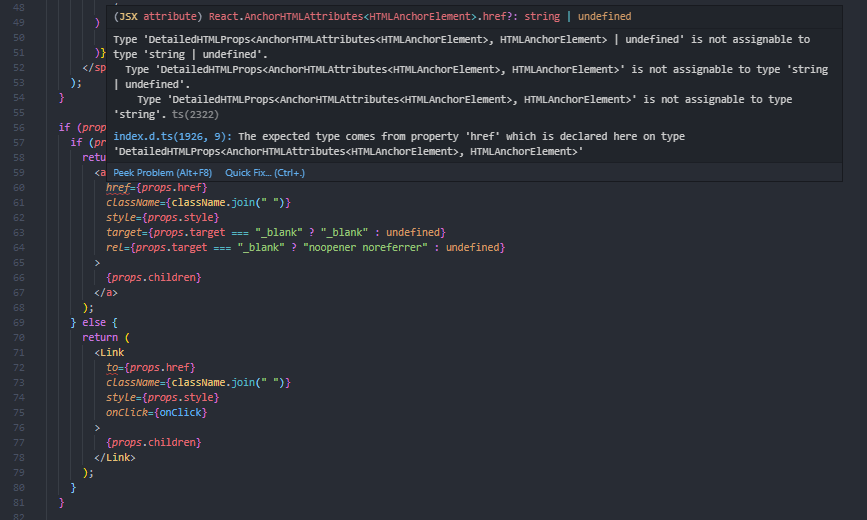 48
49 )
50
51 )}
52 </sp
53 );
54 }
55
56 if (prop
57 if (pr
58 retu
59 <a
(JSX attribute) React.AnchorHTMLAttributes<HTMLAnchorElement>.href?: string | undefined
Type 'DetailedHTMLProps<AnchorHTMLAttributes<HTMLAnchorElement>, HTMLAnchorElement> | undefined' is not assignable to
type 'string | undefined'.
Type 'DetailedHTMLProps<AnchorHTMLAttributes<HTMLAnchorElement>, HTMLAnchorElement>' is not assignable to type 'string
| undefined'.
Type 'DetailedHTMLProps<AnchorHTMLAttributes<HTMLAnchorElement>, HTMLAnchorElement>' is not assignable to type
'string'. ts(2322)
index.d.ts(1926, 9): The expected type comes from property 'href' which is declared here on type
'DetailedHTMLProps<AnchorHTMLAttributes<HTMLAnchorElement>, HTMLAnchorElement>'
Peek Problem (Alt+F8) Quick Fix... (Ctrl+.)
60 href={props.href}
61 className={className.join(" ")}
62 style={props.style}
63 target={props.target === "_blank" ? "_blank" : undefined}
64 rel={props.target === "_blank" ? "noopener noreferrer" : undefined}
65 >
66 {props.children}
67 </a>
68 );
69 } else {
70 return (
71 <Link
72 to={props.href}
73 className={className.join(" ")}
74 style={props.style}
75 onClick={onClick}
76 >
77 {props.children}
78 </Link>
79 );
80 }
81 }
82